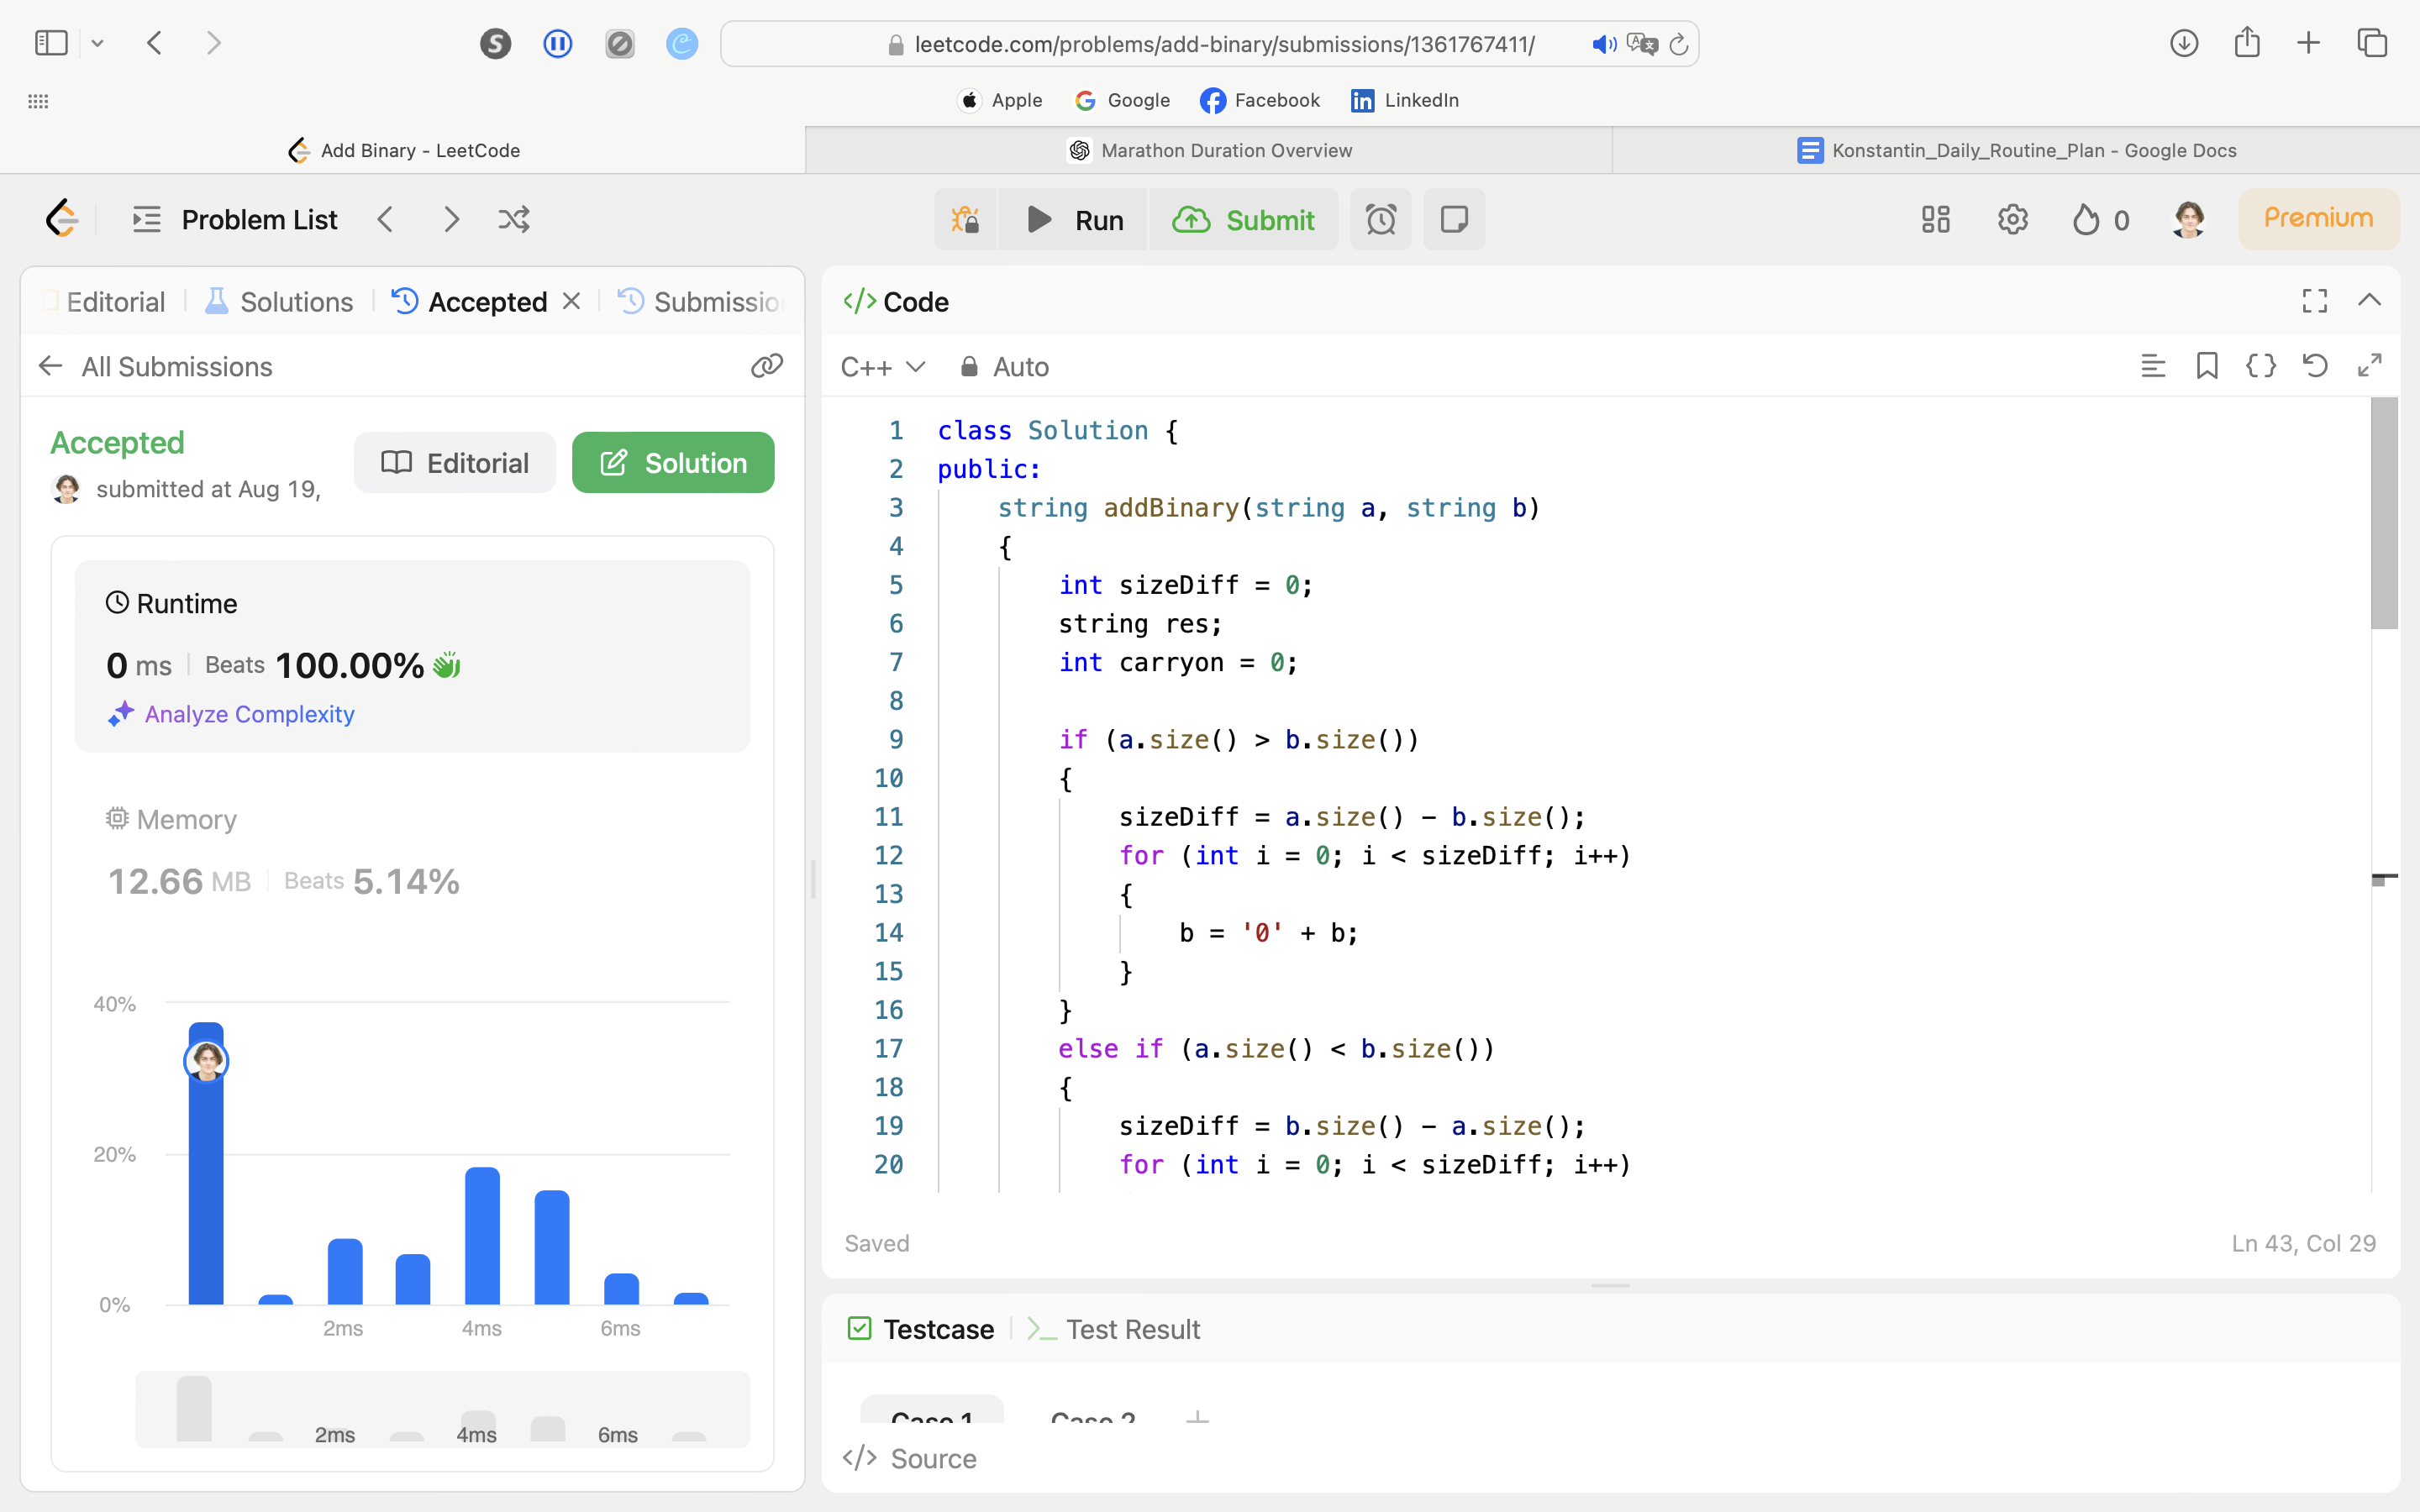 leetcode.com/problems/add-binary/submissions/1361767411/
Apple
Google
Facebook
LinkedIn
Add Binary - LeetCode
Marathon Duration Overview
Konstantin_Daily_Routine_Plan - Google Docs
Problem List
Run
Submit
0
Premium
Editorial
Solutions
Accepted
Submissio
All Submissions
Accepted
submitted at Aug 19,
Editorial
Solution
Runtime
0 ms
Beats 100.00%
Analyze Complexity
Memory
12.66 MB
Beats 5.14%
40%
20%
0%
2ms
4ms
6ms
2ms
4ms
6ms
</> Code
C++
Auto
1 class Solution {
2 public:
3 string addBinary(string a, string b)
4 {
5 int sizeDiff = 0;
6 string res;
7 int carryon = 0;
8
9 if (a.size() > b.size())
10 {
11 sizeDiff = a.size() - b.size();
12 for (int i = 0; i < sizeDiff; i++)
13 {
14 b = '0' + b;
15 }
16 }
17 else if (a.size() < b.size())
18 {
19 sizeDiff = b.size() - a.size();
20 for (int i = 0; i < sizeDiff; i++)
Saved
Ln 43, Col 29
Testcase
Test Result
Case 1
Case 2
</> Source